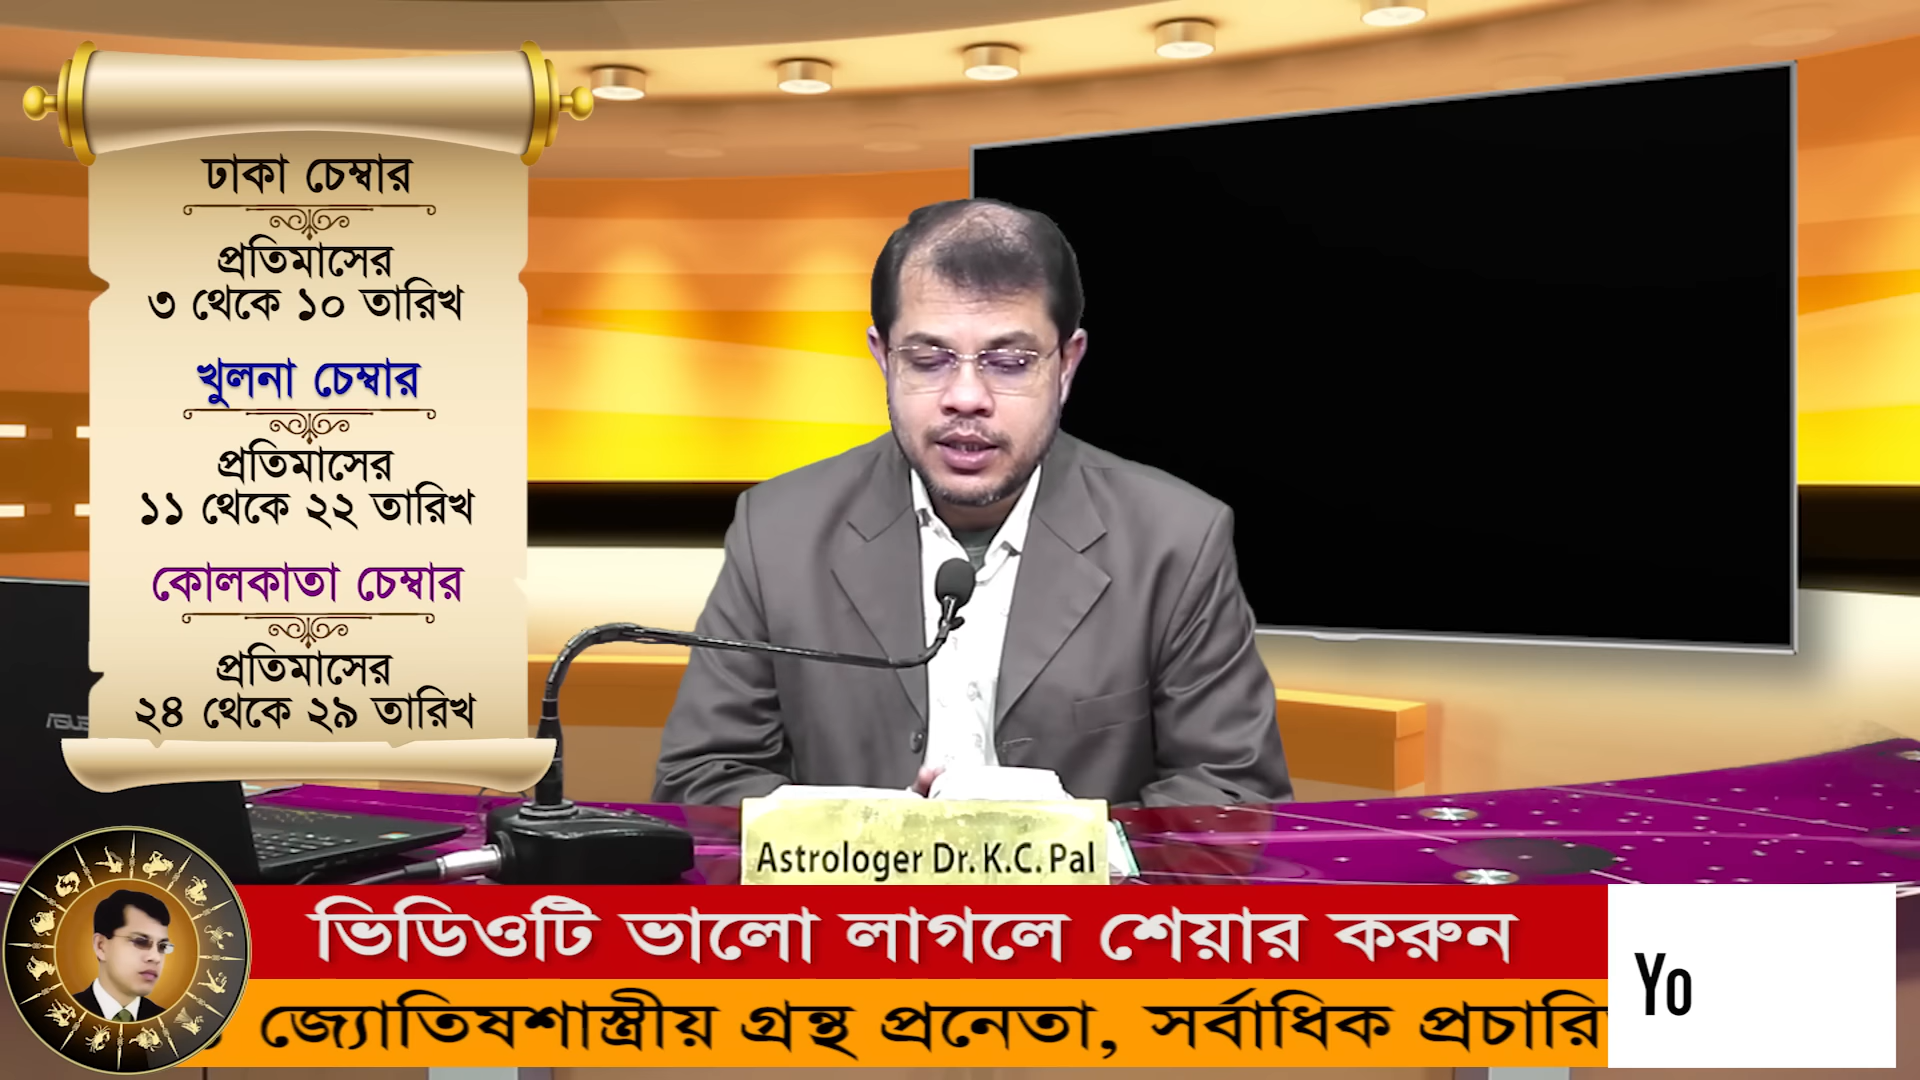 ঢাকা চেম্বার
প্রতিমাসের
৩ থেকে ১০ তারিখ
খুলনা চেম্বার
প্রতিমাসের
১১ থেকে ২২ তারিখ
কোলকাতা চেম্বার
প্রতিমাসের
২৪ থেকে ২৯ তারিখ
ASUS
Astrologer Dr. K.C. Pal
ভিডিওটি ভালো লাগলে শেয়ার করুন
জ্যোতিষশাস্ত্রীয় গ্রন্থ প্রনেতা, সর্বাধিক
Yo